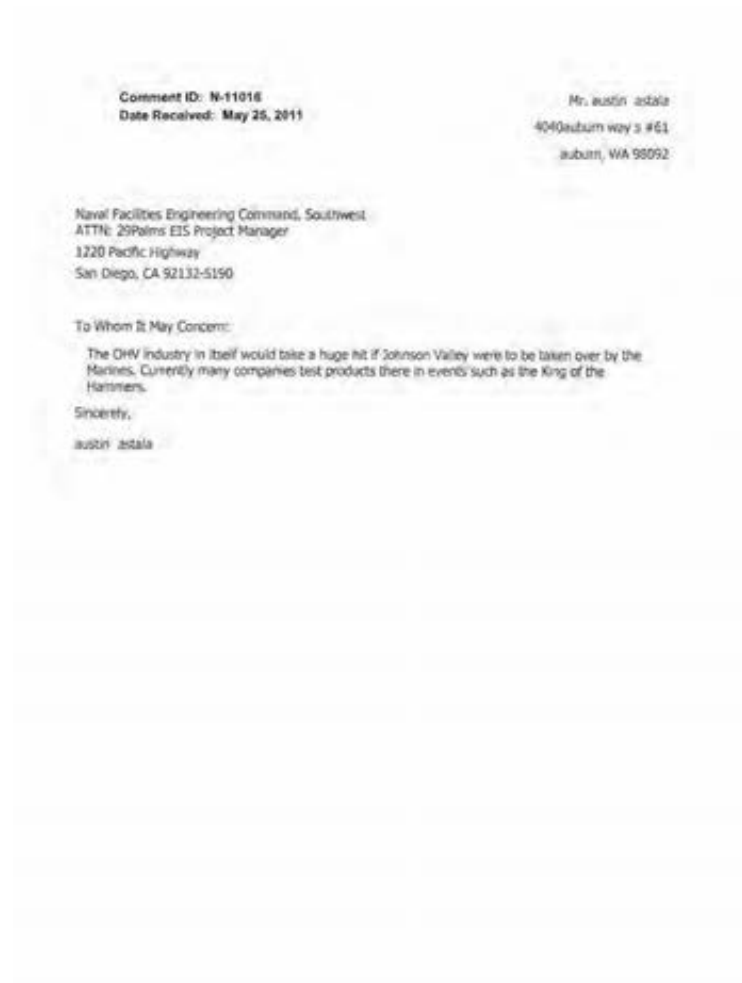 Comment ID: N-11016
Date Received: May 25, 2011
Mr. austin astala
4040auburn way s #61
auburn, WA 98092
Naval Facilities Engineering Command, Southwest
ATTN: 29Palms EIS Project Manager
1220 Pacific Highway
San Diego, CA 92132-5190
To Whom It May Concern:
The OHV industry in itself would take a huge hit if Johnson Valley were to be taken over by the
Marines. Currently many companies test products there in events such as the King of the
Hammers.
Sincerely,
austin astala